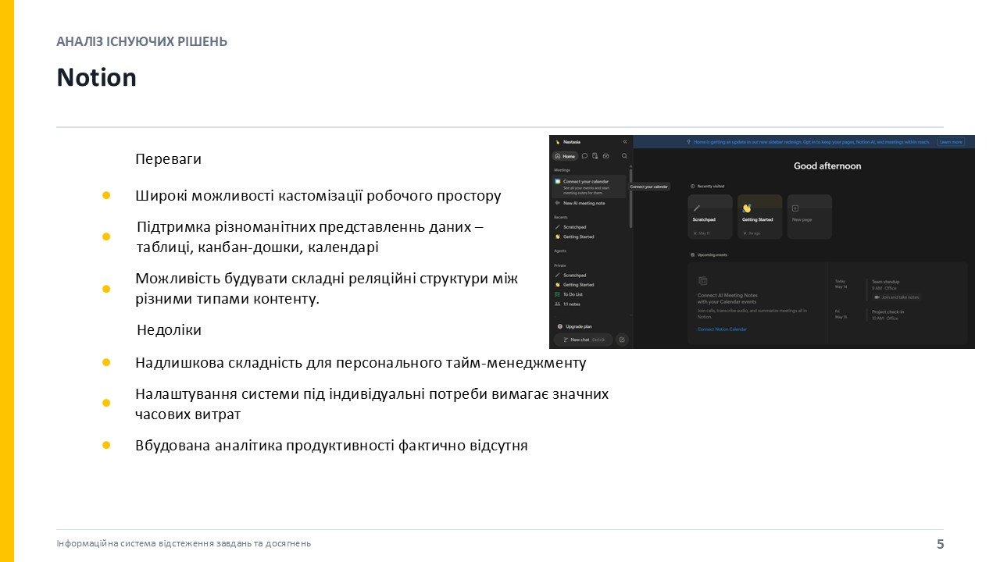 АНАЛІЗ ІСНУЮЧИХ РІШЕНЬ
Notion
Переваги
Широкі можливості кастомізації робочого простору
Підтримка різноманітних представленнь даних –
таблиці, канбан-дошки, календарі
Можливість будувати складні реляційні структури між
різними типами контенту.
Недоліки
Надлишкова складність для персонального тайм-менеджменту
Налаштування системи під індивідуальні потреби вимагає значних
часових витрат
Вбудована аналітика продуктивності фактично відсутня
Nastasia
Home
Meetings
Connect your calendar
See all your events and start
meeting notes for them.
New AI meeting note
Recents
Scratchpad
Getting Started
Agents
Private
Scratchpad
Getting Started
To Do List
1:1 notes
Upgrade plan
New chat Ctrl+O
Home is getting an update in our new sidebar redesign. Opt in to keep your pages, Notion AI, and meetings within reach. Learn more
Connect your calendar
Good afternoon
Recently visited
Scratchpad
May 11
Getting Started
3w ago
New page
Upcoming events
Connect AI Meeting Notes
with your Calendar events
Join calls, transcribe audio, and summarize meetings all in
Notion.
Connect Notion Calendar
Today
May 14
Team standup
9 AM · Office
Join and take notes
Fri
May 15
Project check-in
10 AM · Office
Інформаційна система відстеження завдань та досягнень
5